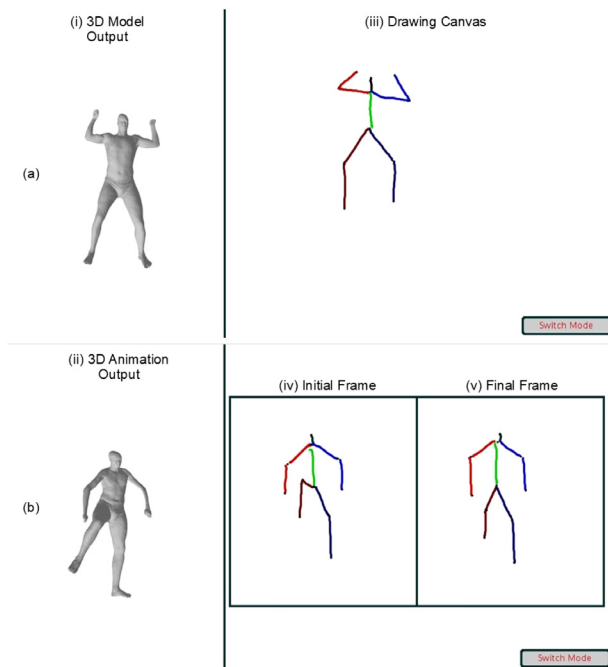 (i) 3D Model
Output
(iii) Drawing Canvas
(a)
Switch Mode
(ii) 3D Animation
Output
(iv) Initial Frame
(v) Final Frame
(b)
Switch Mode